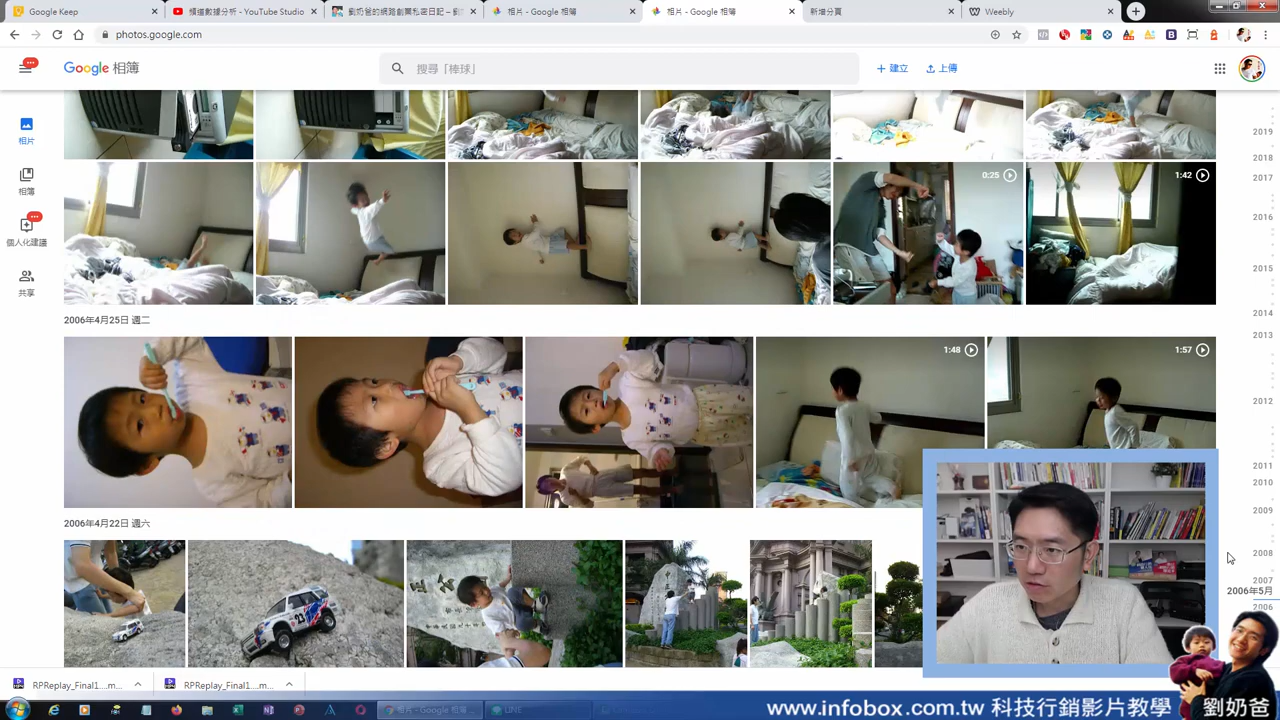 Google Keep
頻道數據分析 - YouTube Studio
劉奶爸的網路創業私密日記 – 劉
相片 - Google 相簿
相片 - Google 相簿
新增分頁
Weebly
photos.google.com
Google 相簿
搜尋「棒球」
建立
上傳
相片
相簿
個人化建議
共享
0:25
1:42
2006年4月25日 週二
1:48
1:57
2006年4月22日 週六
2019
2018
2017
2016
2015
2014
2013
2012
2011
2010
2009
2008
2007
2006年5月
2006
RPReplay_Final1....m...
RPReplay_Final1....m...
相片 - Google 相簿...
LINE
www.infobox.com.tw 科技行銷影片教學
劉奶爸